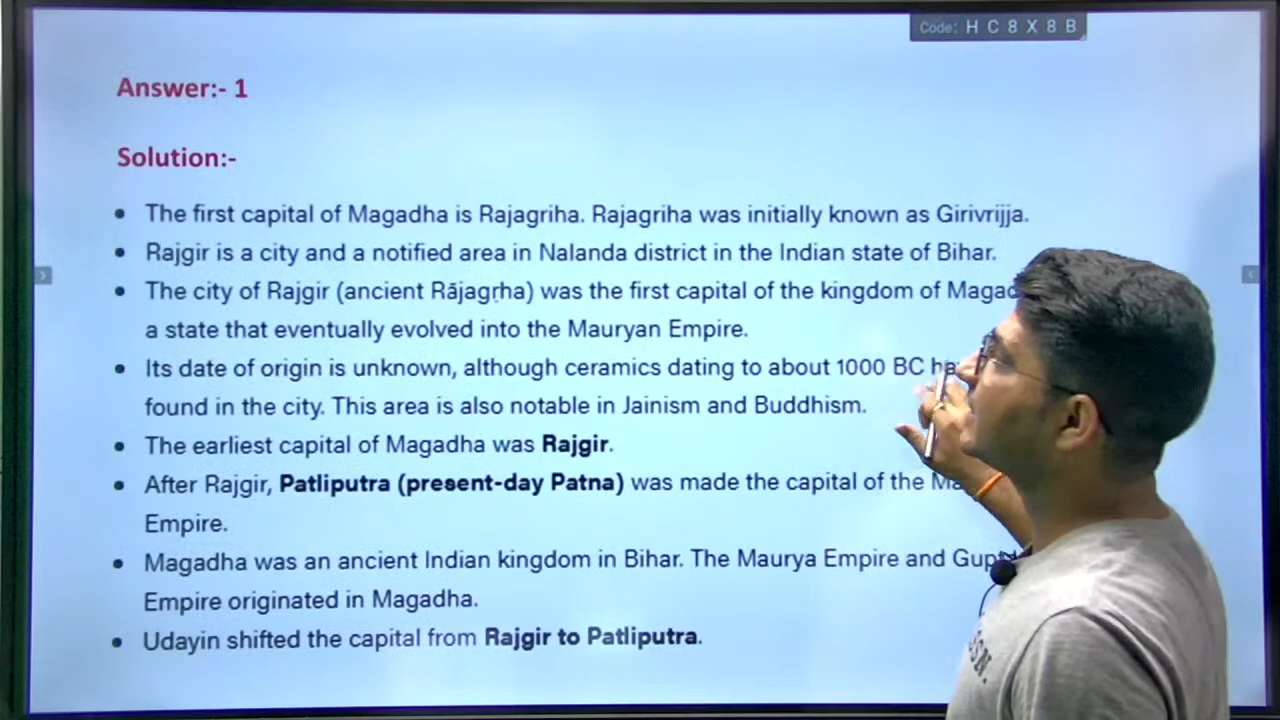 Code: H C 8 X 8 B
Answer:- 1
Solution:-
• The first capital of Magadha is Rajagriha. Rajagriha was initially known as Girivrijja.
• Rajgir is a city and a notified area in Nalanda district in the Indian state of Bihar.
• The city of Rajgir (ancient Rājagṛha) was the first capital of the kingdom of
a state that eventually evolved into the Mauryan Empire.
• Its date of origin is unknown, although ceramics dating to about 1000 BC
found in the city. This area is also notable in Jainism and Buddhism.
• The earliest capital of Magadha was Rajgir.
• After Rajgir, Patliputra (present-day Patna) was made the capital of the
Empire.
• Magadha was an ancient Indian kingdom in Bihar. The Maurya Empire and
Empire originated in Magadha.
• Udayin shifted the capital from Rajgir to Patliputra.